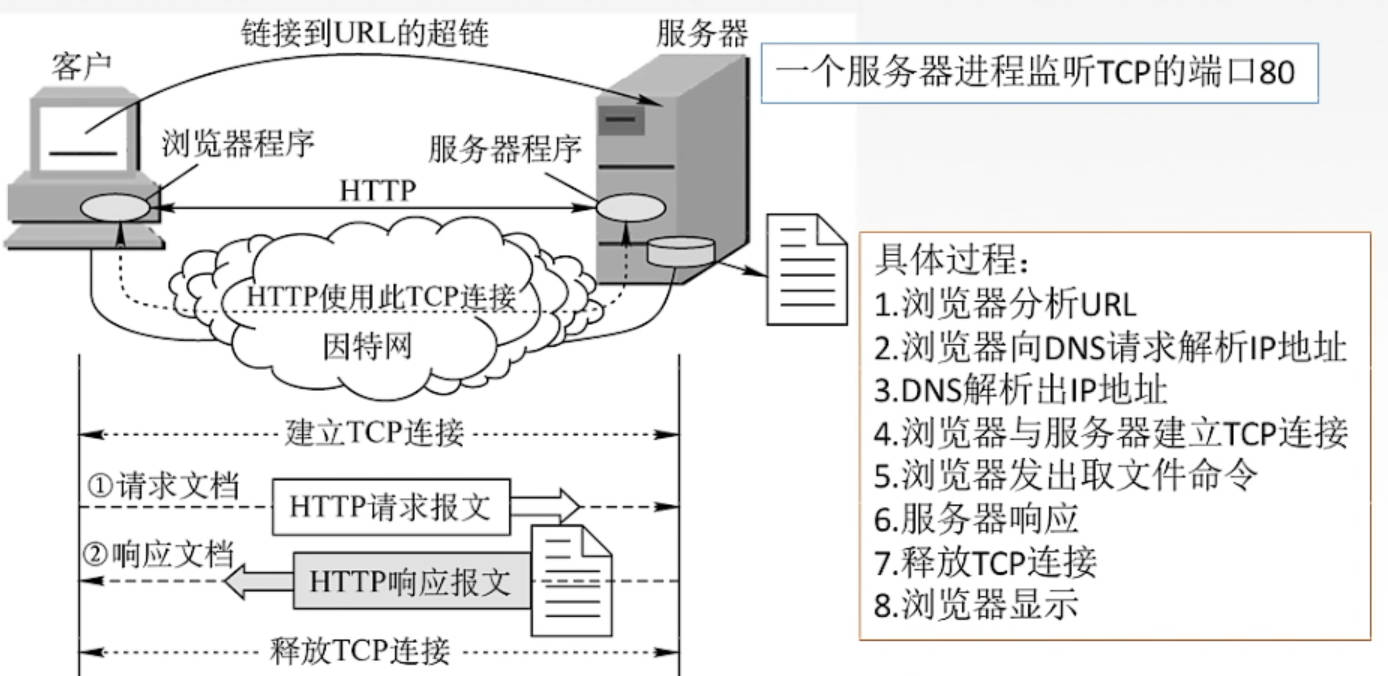 链接到URL的超链
服务器
客户
一个服务器进程监听TCP的端口80
浏览器程序
服务器程序
HTTP
HTTP使用此TCP连接
因特网
具体过程：
1.浏览器分析URL
2.浏览器向DNS请求解析IP地址
3.DNS解析出IP地址
4.浏览器与服务器建立TCP连接
5.浏览器发出取文件命令
6.服务器响应
7.释放TCP连接
8.浏览器显示
建立TCP连接
①请求文档
HTTP请求报文
②响应文档
HTTP响应报文
释放TCP连接